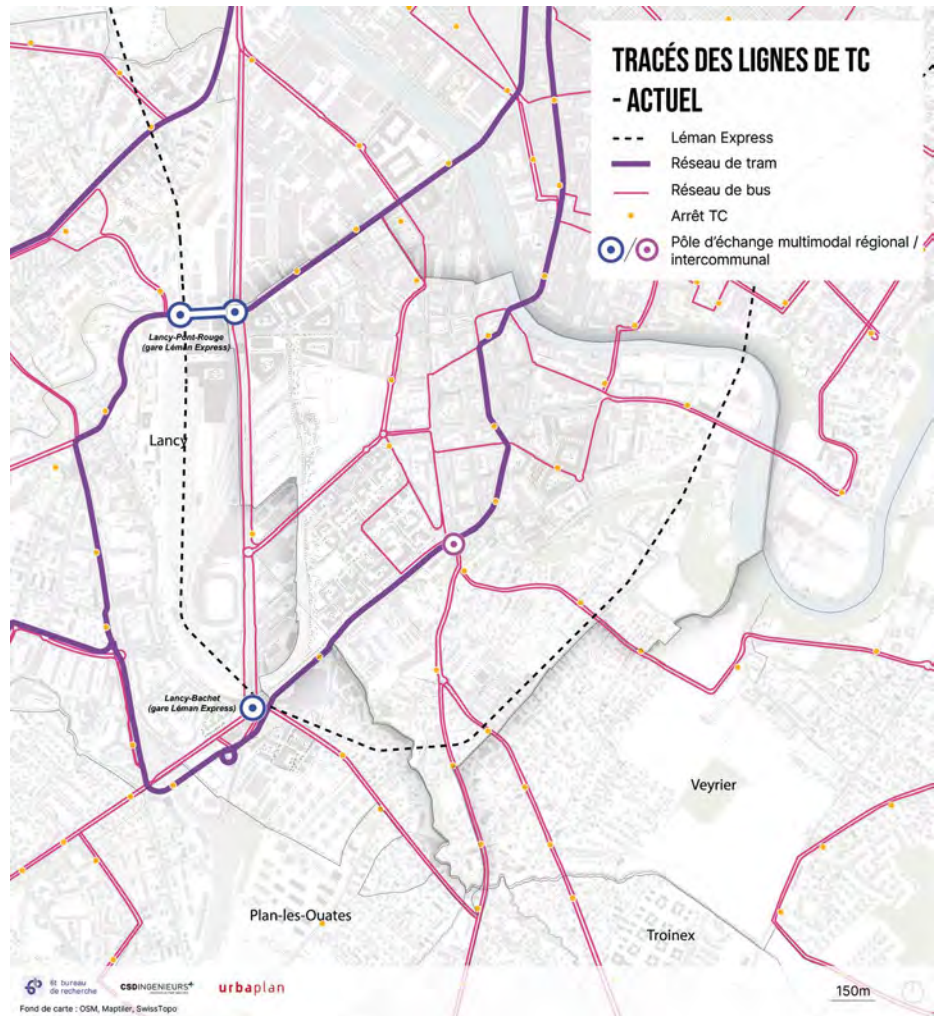 TRACÉS DES LIGNES DE TC
- ACTUEL
Léman Express
Réseau de tram
Réseau de bus
Arrêt TC
Pôle d'échange multimodal régional /
intercommunal
Lancy-Pont-Rouge
(gare Léman Express)
Lancy
Lancy-Bachet
(gare Léman Express)
Veyrier
Plan-les-Ouates
Troinex
6t bureau
de recherche
CSDINGENIEURS+
urbaplan
150m
Fond de carte : OSM, Maptiler, SwissTopo